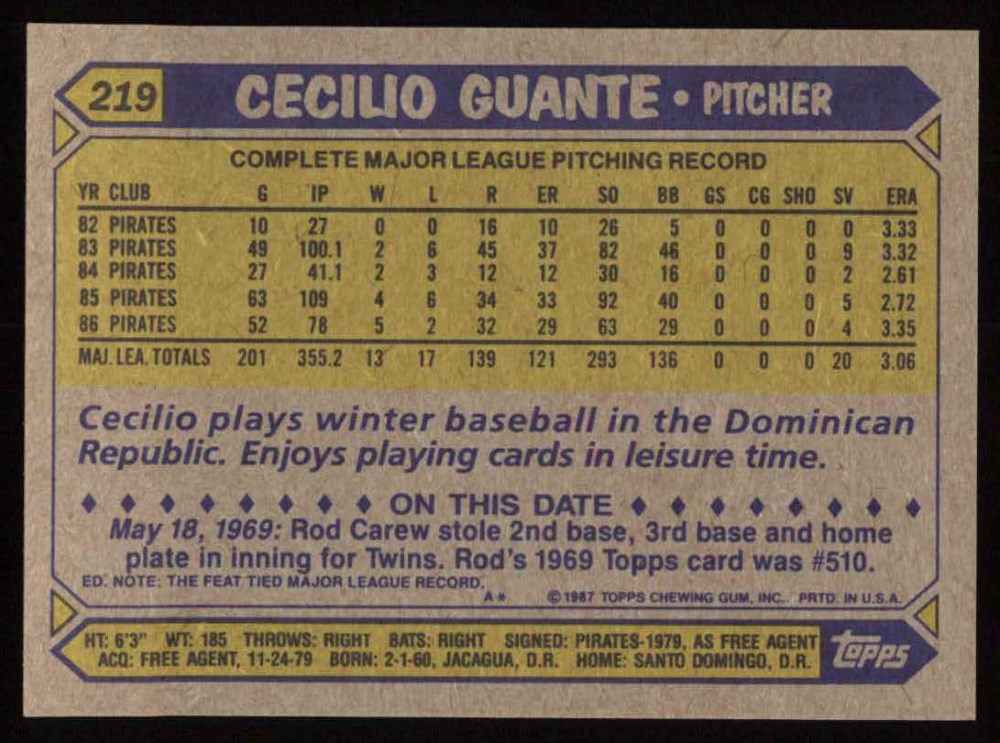 219 CECILIO GUANTE • PITCHER
COMPLETE MAJOR LEAGUE PITCHING RECORD
YR CLUB G IP W L R ER SO BB GS CG SHO SV ERA
82 PIRATES 10 27 0 0 16 10 26 5 0 0 0 0 3.33
83 PIRATES 49 100.1 2 6 45 37 82 46 0 0 0 9 3.32
84 PIRATES 27 41.1 2 3 12 12 30 16 0 0 0 2 2.61
85 PIRATES 63 109 4 6 34 33 92 40 0 0 0 5 2.72
86 PIRATES 52 78 5 2 32 29 63 29 0 0 0 4 3.35
MAJ. LEA. TOTALS 201 355.2 13 17 139 121 293 136 0 0 0 20 3.06
Cecilio plays winter baseball in the Dominican
Republic. Enjoys playing cards in leisure time.
ON THIS DATE
May 18, 1969: Rod Carew stole 2nd base, 3rd base and home
plate in inning for Twins. Rod's 1969 Topps card was #510.
ED. NOTE: THE FEAT TIED MAJOR LEAGUE RECORD.
A* ©1987 TOPPS CHEWING GUM, INC. PRTD. IN U.S.A.
HT: 6'3" WT: 185 THROWS: RIGHT BATS: RIGHT SIGNED: PIRATES-1979, AS FREE AGENT
ACQ: FREE AGENT, 11-24-79 BORN: 2-1-60, JACAGUA, D.R. HOME: SANTO DOMINGO, D.R.
Topps